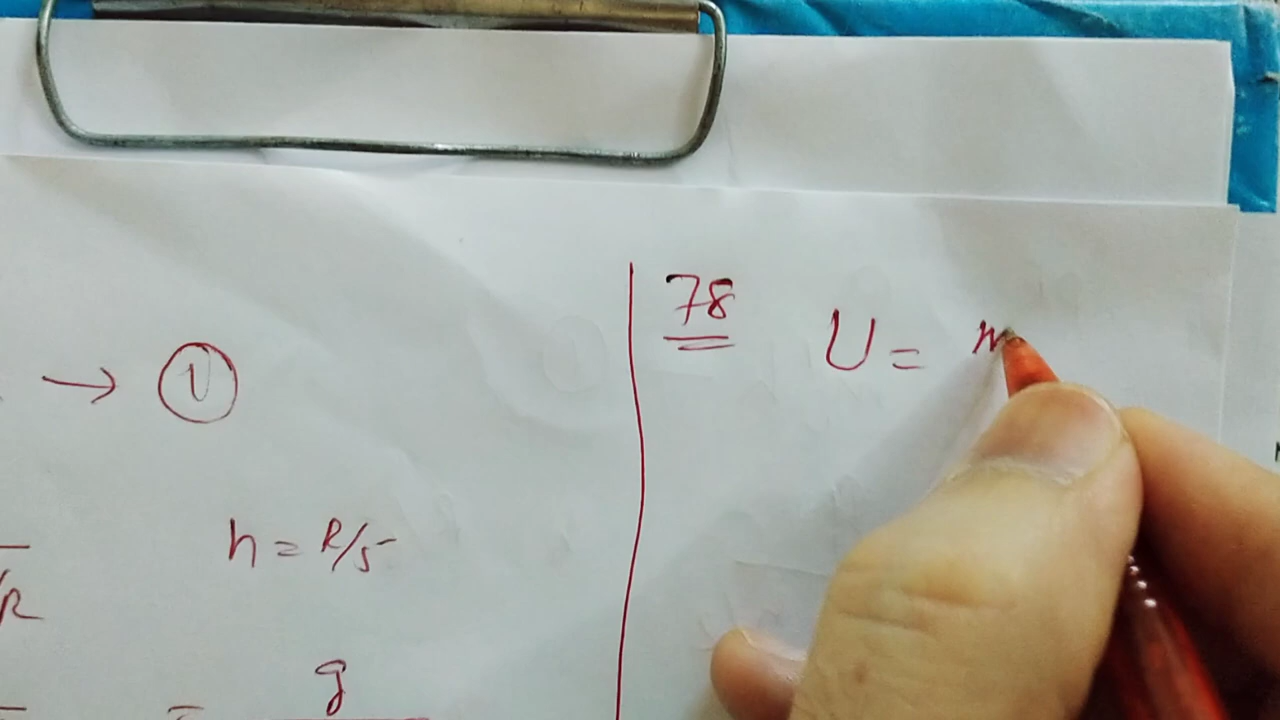 → ①
h = R/5
g
78
U = m